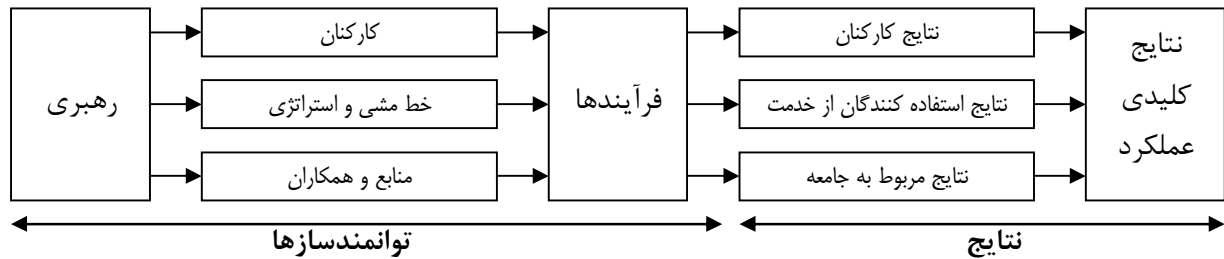 رهبری
کارکنان
خط مشی و استراتژی
منابع و همکاران
فرآیندها
نتایج کارکنان
نتایج استفاده کنندگان از خدمت
نتایج مربوط به جامعه
نتایج
کلیدی
عملکرد
توانمندسازها
نتایج